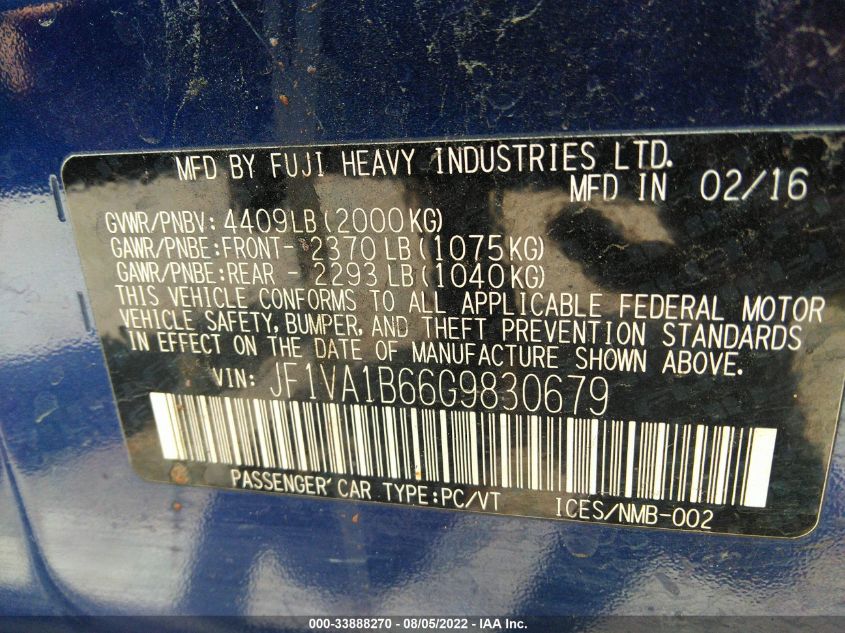 MFD BY FUJI HEAVY INDUSTRIES LTD.
MFD IN 02/16
GVWR/PNBV: 4409LB (2000KG)
GAWR/PNBE:FRONT- 2370 LB (1075KG)
GAWR/PNBE:REAR - 2293 LB (1040KG)
THIS VEHICLE CONFORMS TO ALL APPLICABLE FEDERAL MOTOR
VEHICLE SAFETY, BUMPER, AND THEFT PREVENTION STANDARDS
IN EFFECT ON THE DATE OF MANUFACTURE SHOWN ABOVE.
VIN: JF1VA1B66G9830679
PASSENGER CAR TYPE:PC/VT ICES/NMB-002
000-33888270 - 08/05/2022 - IAA Inc.